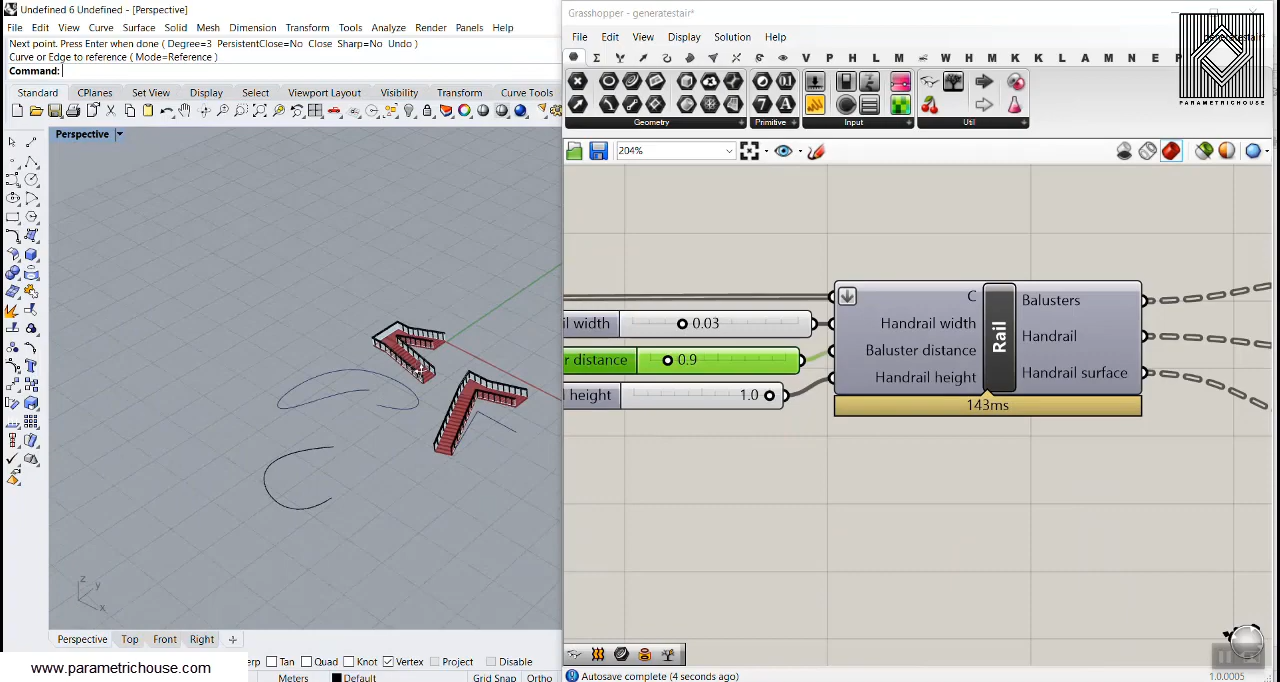 Undefined 6 Undefined - [Perspective]
File Edit View Curve Surface Solid Mesh Dimension Transform Tools Analyze Render Panels Help
Next point. Press Enter when done ( Degree=3 PersistentClose=No Close Sharp=No Undo )
Curve or Edge to reference ( Mode=Reference )
Command:
Standard CPlanes Set View Display Select Viewport Layout Visibility Transform Curve Tools
Perspective
z
y
x
Perspective Top Front Right
Tan Quad Knot Vertex Project Disable
Meters Default Grid Snap Ortho
www.parametrichouse.com
Grasshopper - generatestair*
File Edit View Display Solution Help
V P H L M W M K K L A M N E P
Geometry Primitive Input Util
204%
PARAMETRICHOUSE
C
Handrail width
Baluster distance
Handrail height
Rail
Balusters
Handrail
Handrail surface
143ms
width 0.03
distance 0.9
height 1.0
Autosave complete (4 seconds ago)
1.0.0005